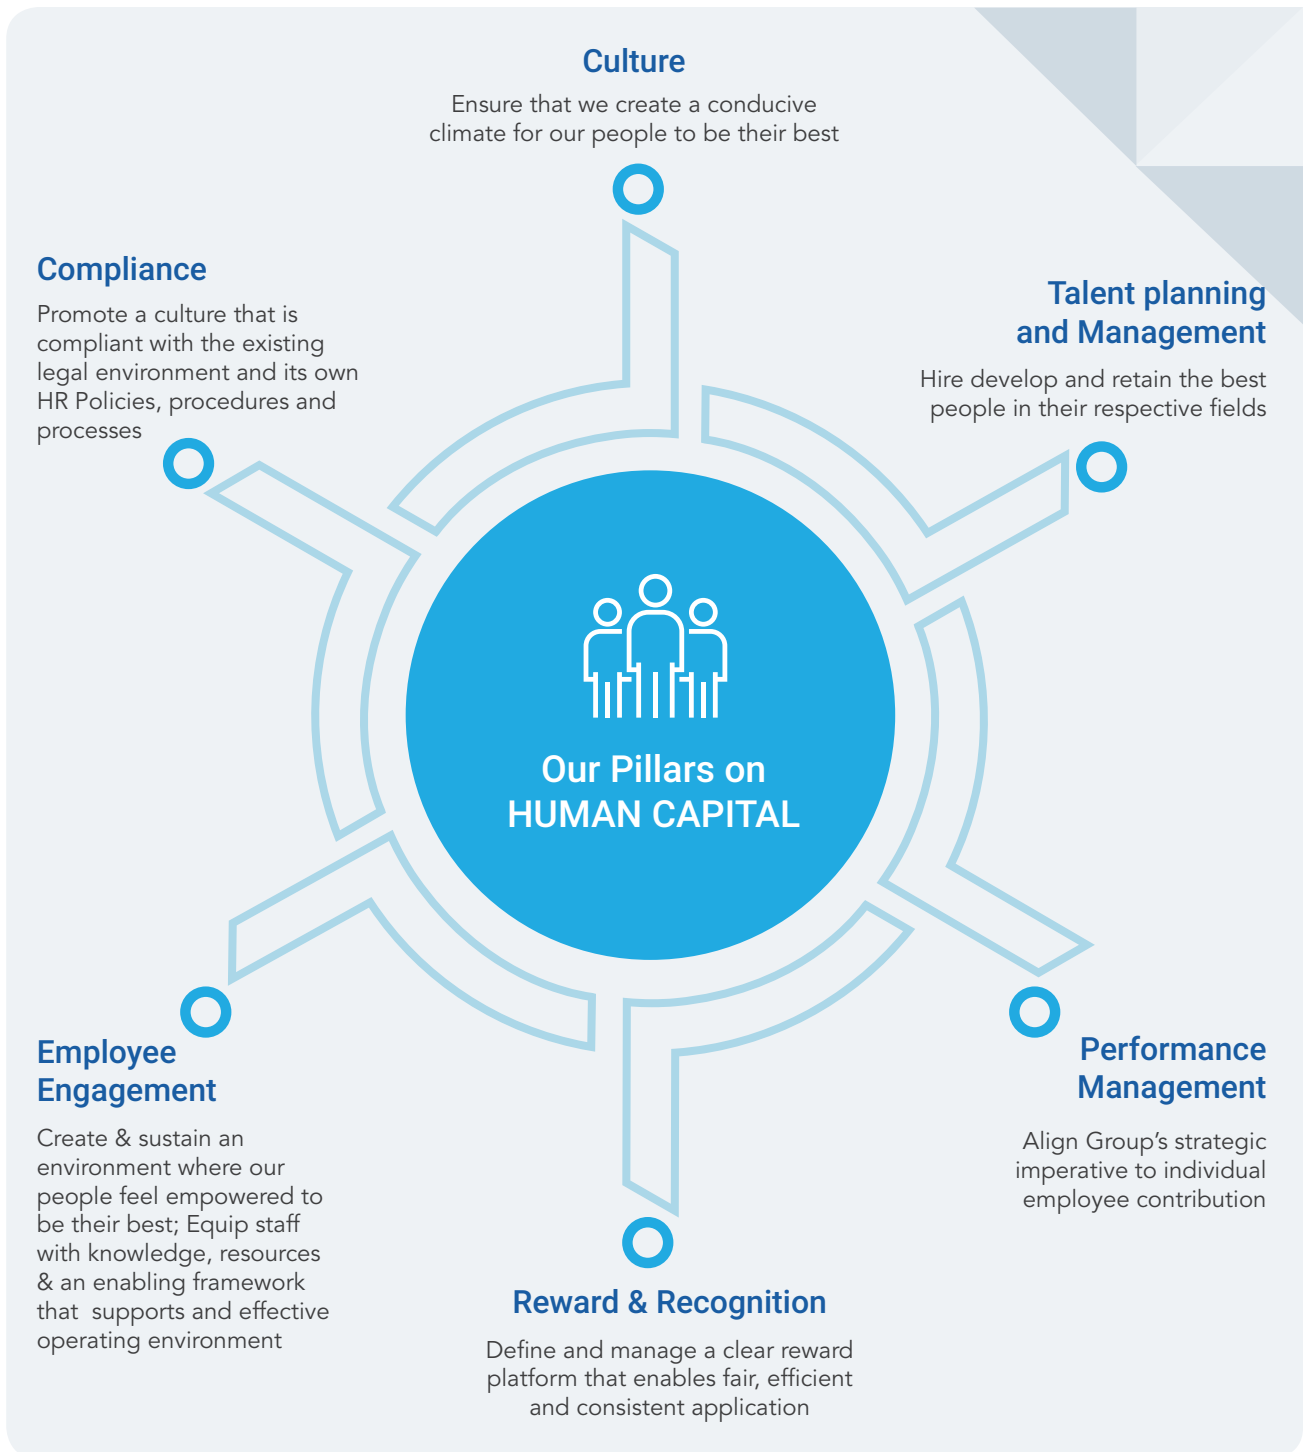 Culture
Ensure that we create a conducive
climate for our people to be their best
Compliance
Promote a culture that is
compliant with the existing
legal environment and its own
HR Policies, procedures and
processes
Talent planning
and Management
Hire develop and retain the best
people in their respective fields
Our Pillars on
HUMAN CAPITAL
Employee
Engagement
Create & sustain an
environment where our
people feel empowered to
be their best; Equip staff
with knowledge, resources
& an enabling framework
that  supports and effective
operating environment
Performance
Management
Align Group's strategic
imperative to individual
employee contribution
Reward & Recognition
Define and manage a clear reward
platform that enables fair, efficient
and consistent application